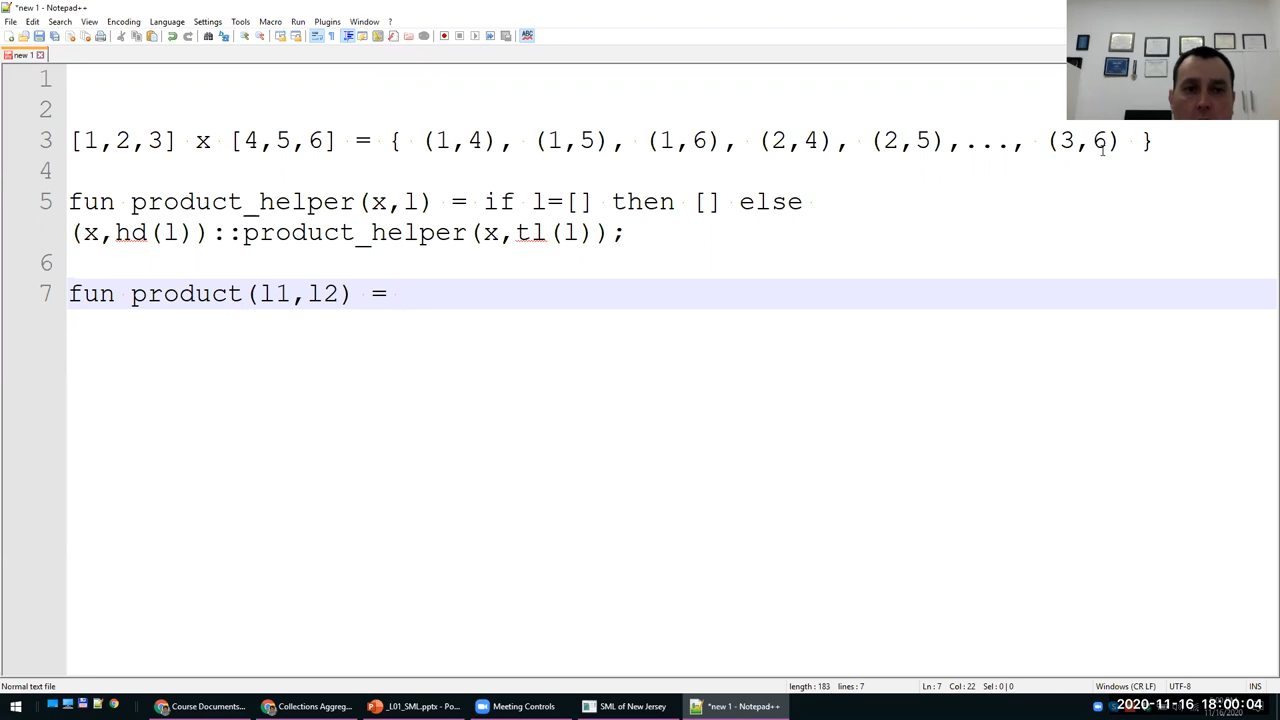 *new 1 - Notepad++
File Edit Search View Encoding Language Settings Tools Macro Run Plugins Window ?
new 1
1
2
3 [1,2,3] x [4,5,6] = { (1,4), (1,5), (1,6), (2,4), (2,5),..., (3,6) }
4
5 fun product_helper(x,l) = if l=[] then [] else
(x,hd(l))::product_helper(x,tl(l));
6
7 fun product(l1,l2) =
Normal text file length : 183 lines : 7 Ln : 7 Col : 22 Sel : 0 | 0 Windows (CR LF) UTF-8 INS
Course Documents... Collections Aggreg... _L01_SML.pptx - Po... Meeting Controls SML of New Jersey *new 1 - Notepad++
2020-11-16 18:00:04
11/16/2020